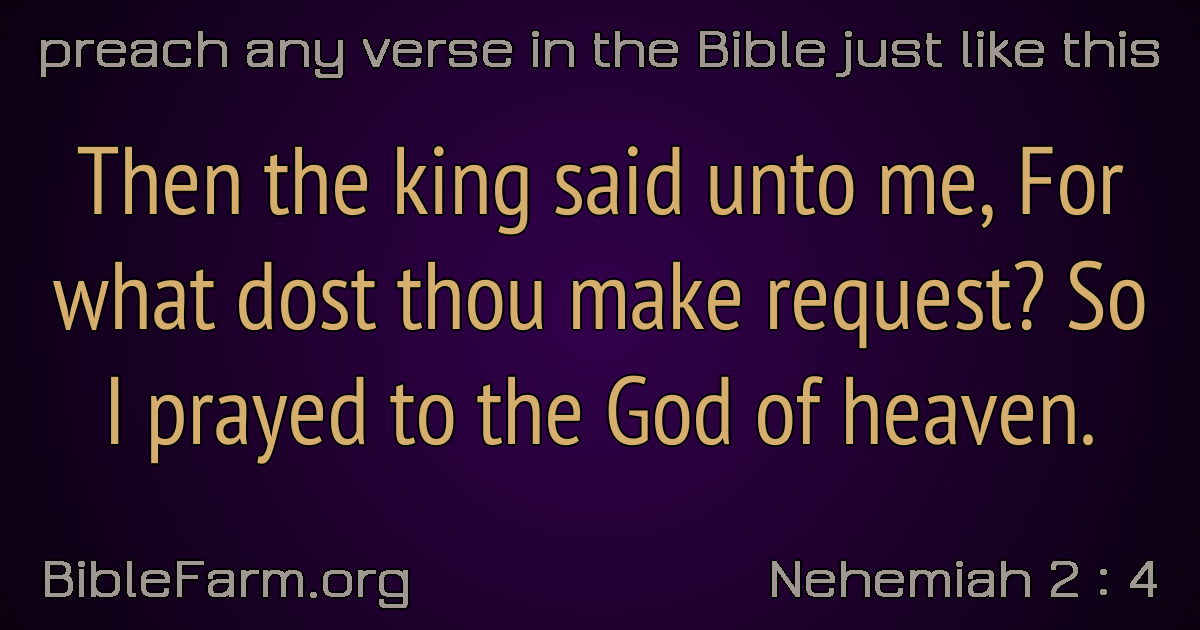 preach any verse in the Bible just like this
Then the king said unto me, For
what dost thou make request? So
I prayed to the God of heaven.
BibleFarm.org
Nehemiah 2 : 4